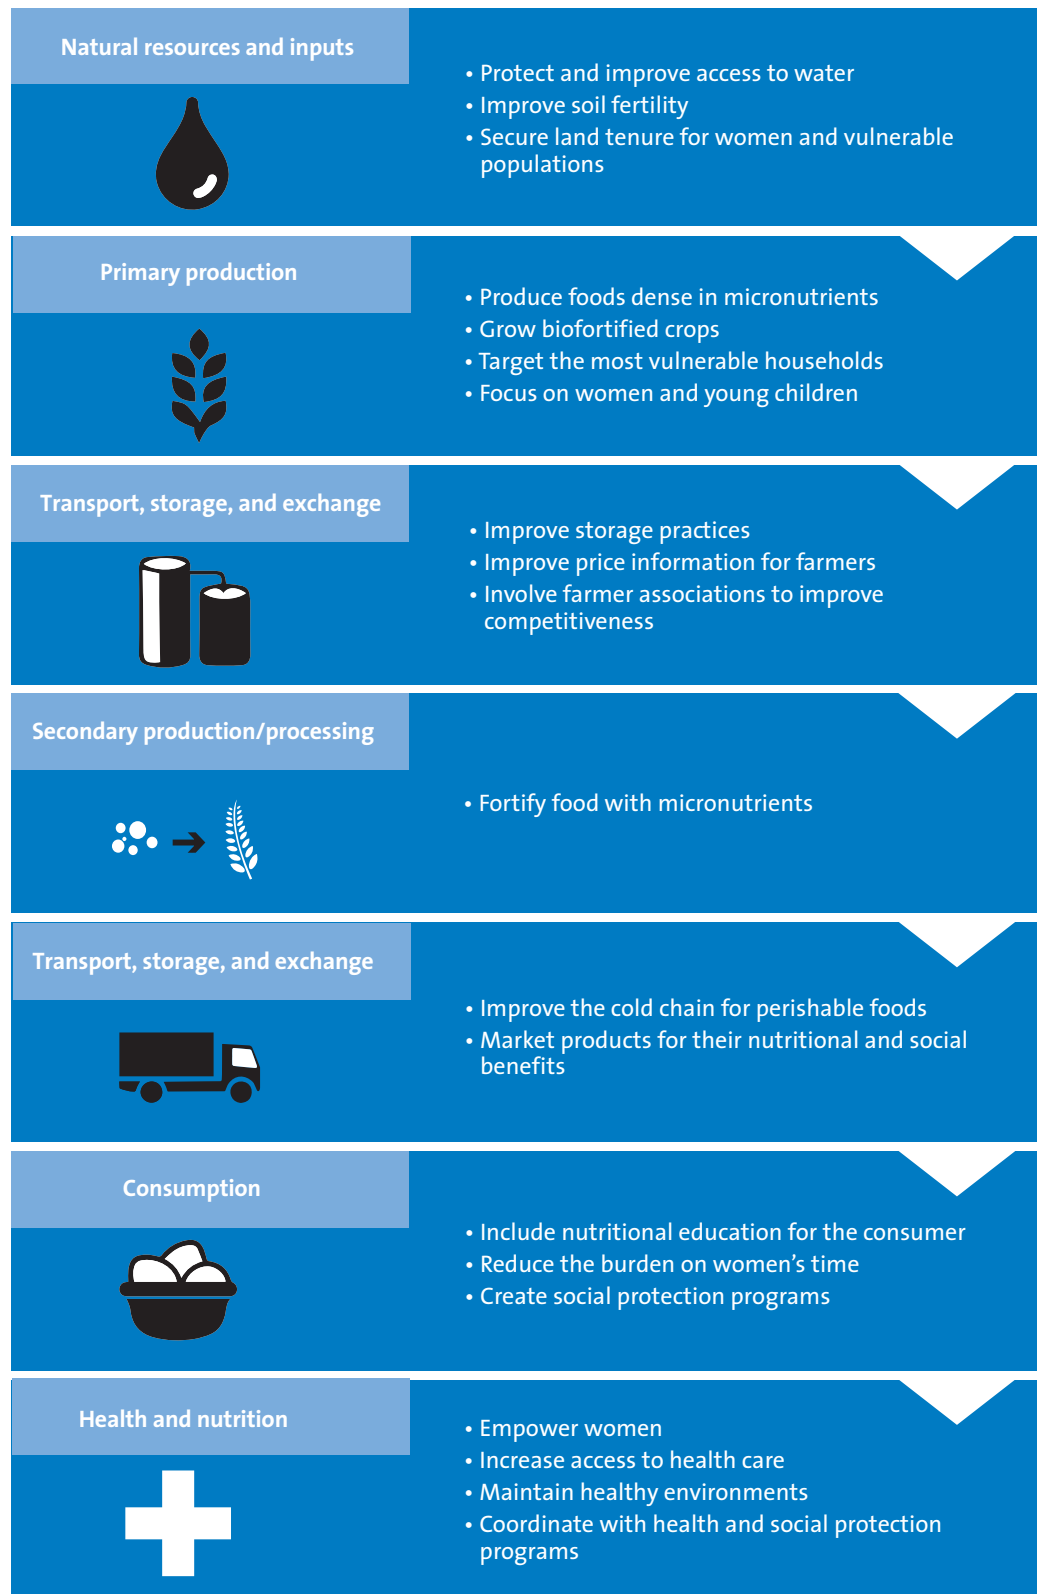 Natural resources and inputs
• Protect and improve access to water
• Improve soil fertility
• Secure land tenure for women and vulnerable
populations
Primary production
• Produce foods dense in micronutrients
• Grow biofortified crops
• Target the most vulnerable households
• Focus on women and young children
Transport, storage, and exchange
• Improve storage practices
• Improve price information for farmers
• Involve farmer associations to improve
competitiveness
Secondary production/processing
• Fortify food with micronutrients
Transport, storage, and exchange
• Improve the cold chain for perishable foods
• Market products for their nutritional and social
benefits
Consumption
• Include nutritional education for the consumer
• Reduce the burden on women’s time
• Create social protection programs
Health and nutrition
• Empower women
• Increase access to health care
• Maintain healthy environments
• Coordinate with health and social protection
programs